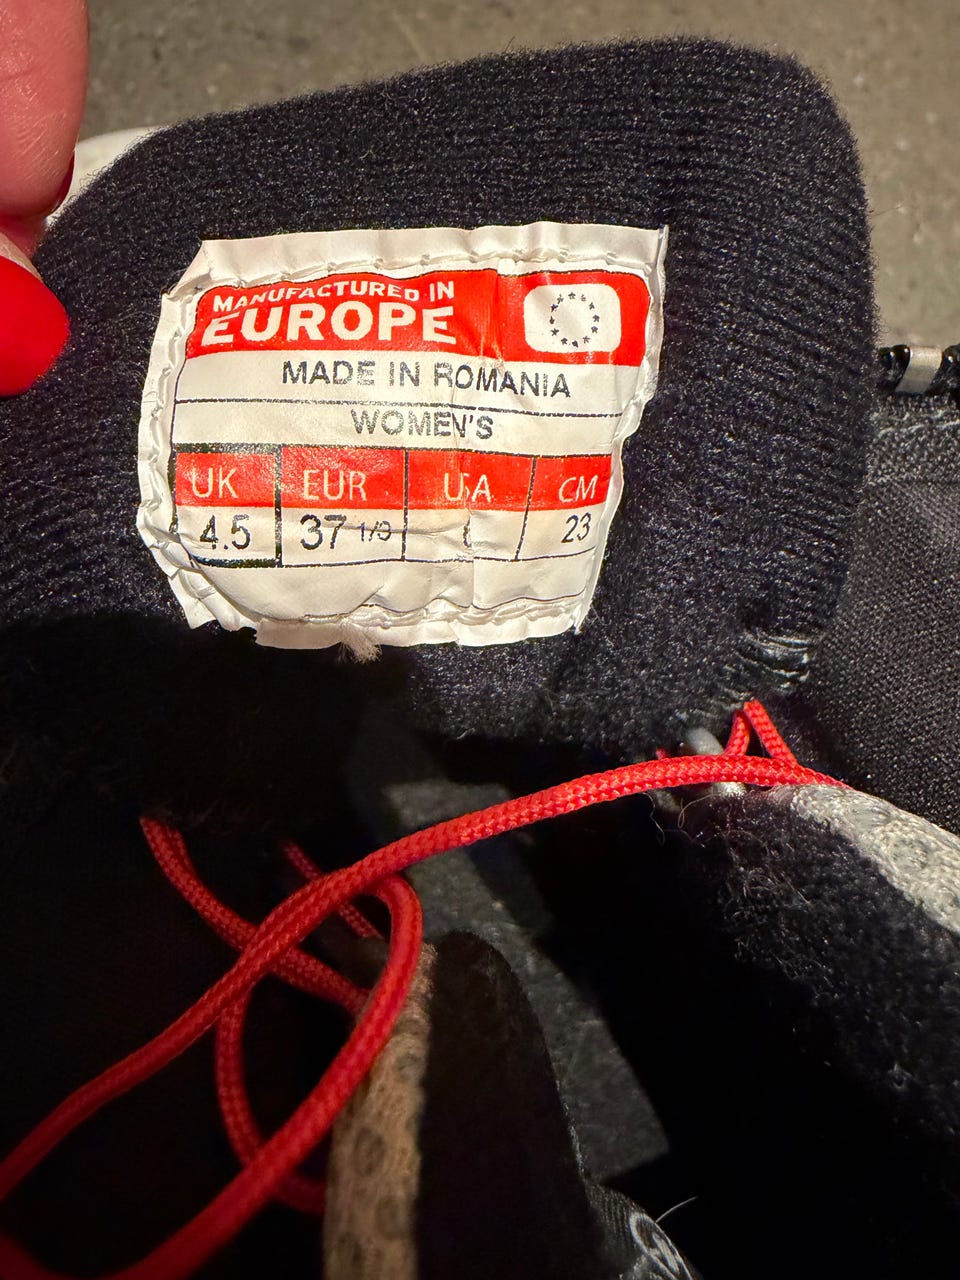 MANUFACTURED IN
EUROPE
MADE IN ROMANIA
WOMEN'S
UK EUR USA CM
4.5 37 1/3 23